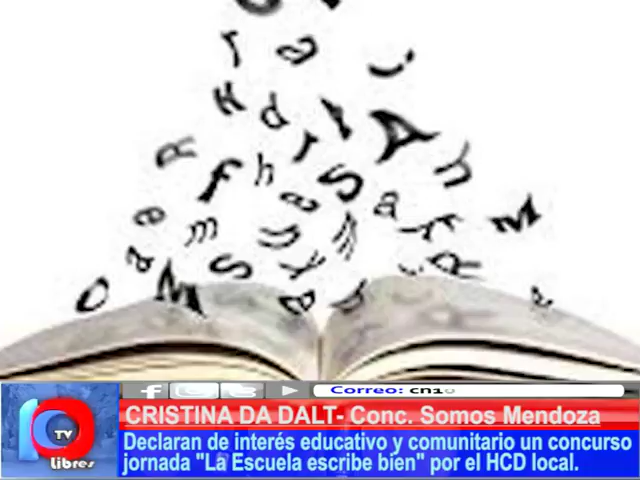 Correo: cn10
CRISTINA DA DALT- Conc. Somos Mendoza
TV
libres
Declaran de interés educativo y comunitario un concurso
jornada "La Escuela escribe bien" por el HCD local.